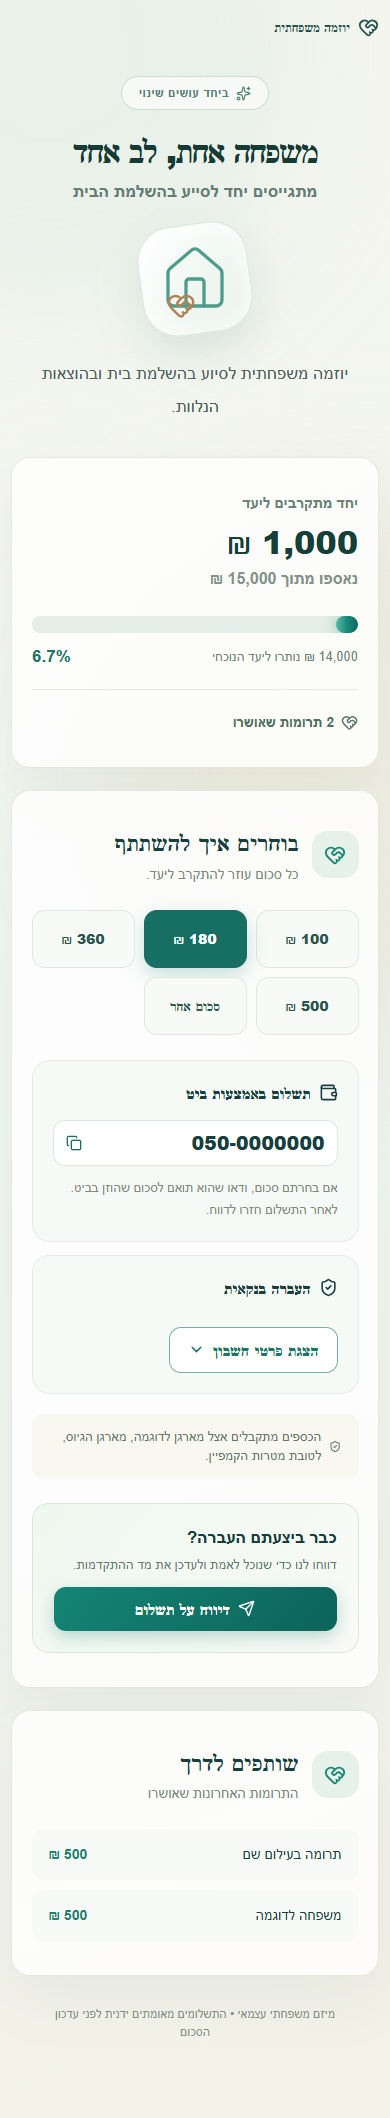 יוזמה משפחתית
ביחד עושים שינוי
משפחה אחת, לב אחד
מתגייסים יחד לסייע בהשלמת הבית
יוזמה משפחתית לסיוע בהשלמת בית ובהוצאות
הנלוות.
יחד מתקרבים ליעד
1,000 ₪
נאספו מתוך 15,000 ₪
14,000 ₪ נותרו ליעד הנוכחי
6.7%
2 תרומות שאושרו
בוחרים איך להשתתף
כל סכום עוזר להתקרב ליעד.
100 ₪
180 ₪
360 ₪
500 ₪
סכום אחר
תשלום באמצעות ביט
050-0000000
אם בחרתם סכום, ודאו שהוא תואם לסכום שהוזן בביט.
לאחר התשלום חזרו לדווח.
העברה בנקאית
הצגת פרטי חשבון
הכספים מתקבלים אצל מארגן לדוגמה, מארגן הגיוס,
לטובת מטרות הקמפיין.
כבר ביצעתם העברה?
דווחו לנו כדי שנוכל לאמת ולעדכן את מד ההתקדמות.
דיווח על תשלום
שותפים לדרך
התרומות האחרונות שאושרו
תרומה בעילום שם
500 ₪
משפחה לדוגמה
500 ₪
מיזם משפחתי עצמאי • התשלומים מאומתים ידנית לפני עדכון
הסכום